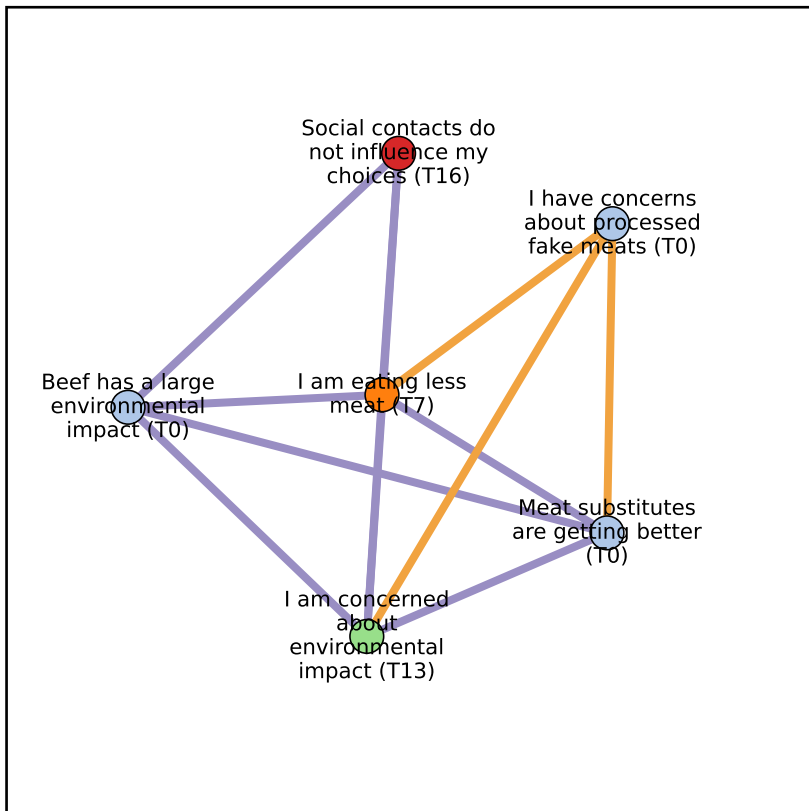 Social contacts do
not influence my
choices (T16)
I have concerns
about processed
fake meats (T0)
Beef has a large
environmental
impact (T0)
I am eating less
meat (T7)
Meat substitutes
are getting better
(T0)
I am concerned
about
environmental
impact (T13)